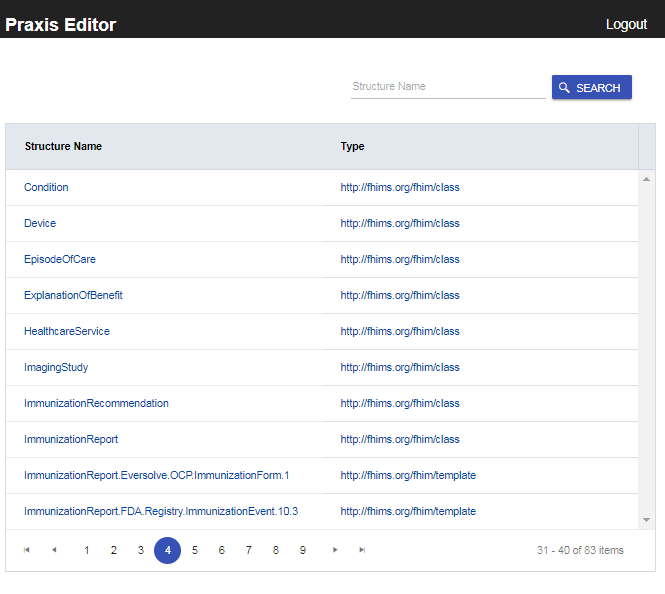 Praxis Editor Logout
Structure Name SEARCH
Structure Name Type
Condition http://fhims.org/fhim/class
Device http://fhims.org/fhim/class
EpisodeOfCare http://fhims.org/fhim/class
ExplanationOfBenefit http://fhims.org/fhim/class
HealthcareService http://fhims.org/fhim/class
ImagingStudy http://fhims.org/fhim/class
ImmunizationRecommendation http://fhims.org/fhim/class
ImmunizationReport http://fhims.org/fhim/class
ImmunizationReport.Eversolve.OCP.ImmunizationForm.1 http://fhims.org/fhim/template
ImmunizationReport.FDA.Registry.ImmunizationEvent.10.3 http://fhims.org/fhim/template
1 2 3 4 5 6 7 8 9 31 - 40 of 83 items